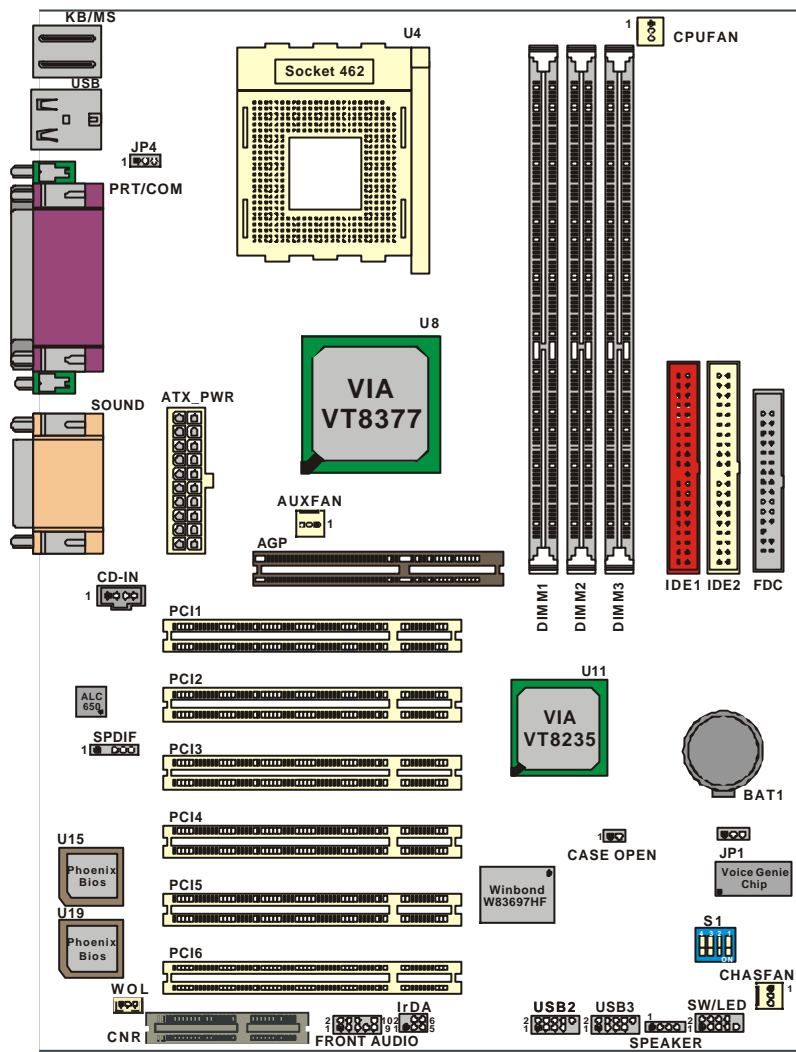 KB/MS
U4
1
CPUFAN
Socket 462
USB
JP4
1
PRT/COM
U8
VIA
VT8377
ATX_PWR
SOUND
AUXFAN
1
AGP
CD-IN
1
IDE1
IDE2
FDC
DIMM1
DIMM2
DIMM3
PCI1
U11
PCI2
ALC
650
VIA
VT8235
SPDIF
1
PCI3
BAT1
PCI4
1
CASE OPEN
JP1
U15
Phoenix
Bios
PCI5
Winbond
W83697HF
Voice Genie
Chip
U19
Phoenix
Bios
S1
4 3 2 1
ON
PCI6
CHASFAN
1
WOL
IrDA
USB2
USB3
SW/LED
2
1
10
9
2
1
6
5
2
1
2
1
1
2
1
CNR
FRONT AUDIO
SPEAKER